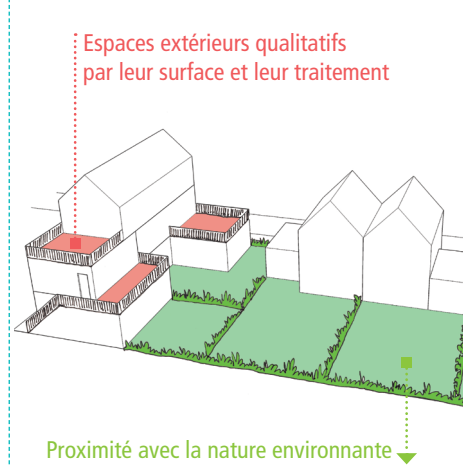 Espaces extérieurs qualitatifs
par leur surface et leur traitement
Proximité avec la nature environnante